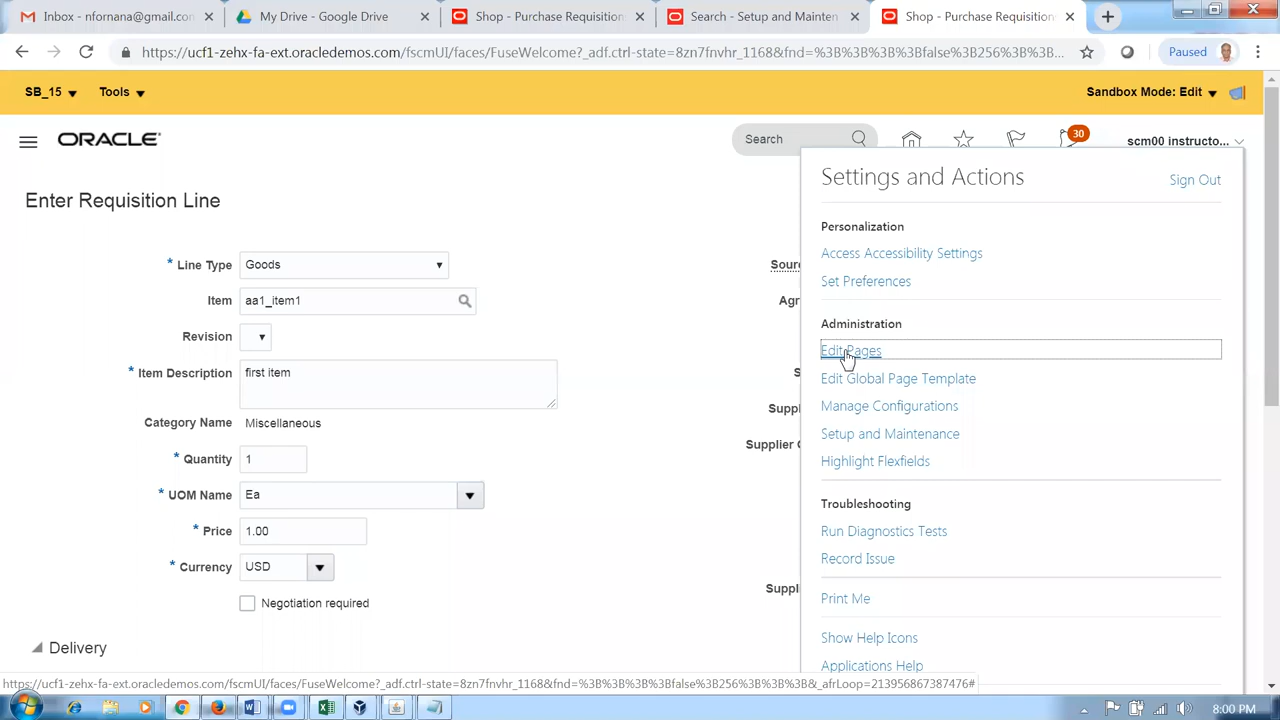 Inbox - nfornana@gmail.co
My Drive - Google Drive
Shop - Purchase Requisition
Search - Setup and Mainten
Shop - Purchase Requisitions
https://ucf1-zehx-fa-ext.oracledemos.com/fscmUI/faces/FuseWelcome?_adf.ctrl-state=8zn7fnvhr_1168&fnd=%3B%3B%3B%3Bfalse%3B256%3B%3B...
Paused
SB_15
Tools
Sandbox Mode: Edit
ORACLE
Search
30
scm00 instructo...
Enter Requisition Line
Settings and Actions
Sign Out
Personalization
Access Accessibility Settings
Set Preferences
Administration
Edit Pages
Edit Global Page Template
Manage Configurations
Setup and Maintenance
Highlight Flexfields
Troubleshooting
Run Diagnostics Tests
Record Issue
Print Me
Show Help Icons
Applications Help
* Line Type Goods
Item aa1_item1
Revision
* Item Description first item
Category Name Miscellaneous
* Quantity 1
* UOM Name Ea
* Price 1.00
* Currency USD
Negotiation required
Sour
Agr
S
Suppl
Supplier C
Suppli
Delivery
https://ucf1-zehx-fa-ext.oracledemos.com/fscmUI/faces/FuseWelcome?_adf.ctrl-state=8zn7fnvhr_1168&fnd=%3B%3B%3B%3Bfalse%3B256%3B%3B%3B&_afrLoop=213956867387476#
8:00 PM